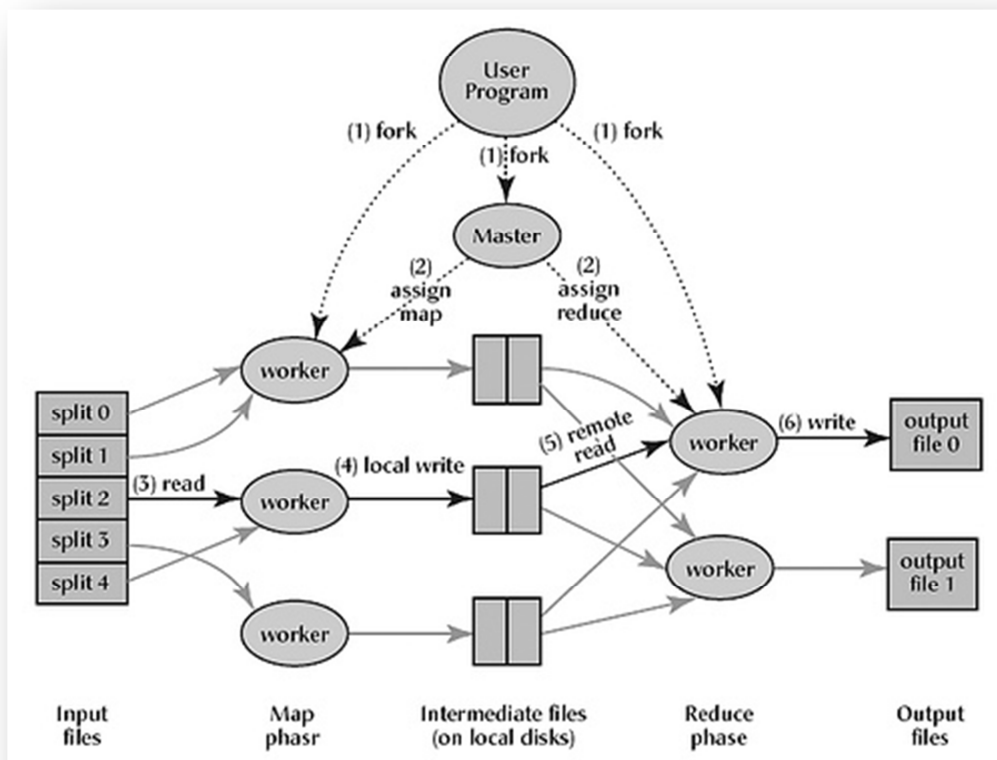 User
Program
(1) fork
(1) fork
(1) fork
Master
(2)
assign
map
(2)
assign
reduce
worker
split 0
split 1
split 2
split 3
split 4
(3) read
worker
(4) local write
worker
(5) remote
read
worker
(6) write
output
file 0
worker
output
file 1
Input
files
Map
phasr
Intermediate files
(on local disks)
Reduce
phase
Output
files